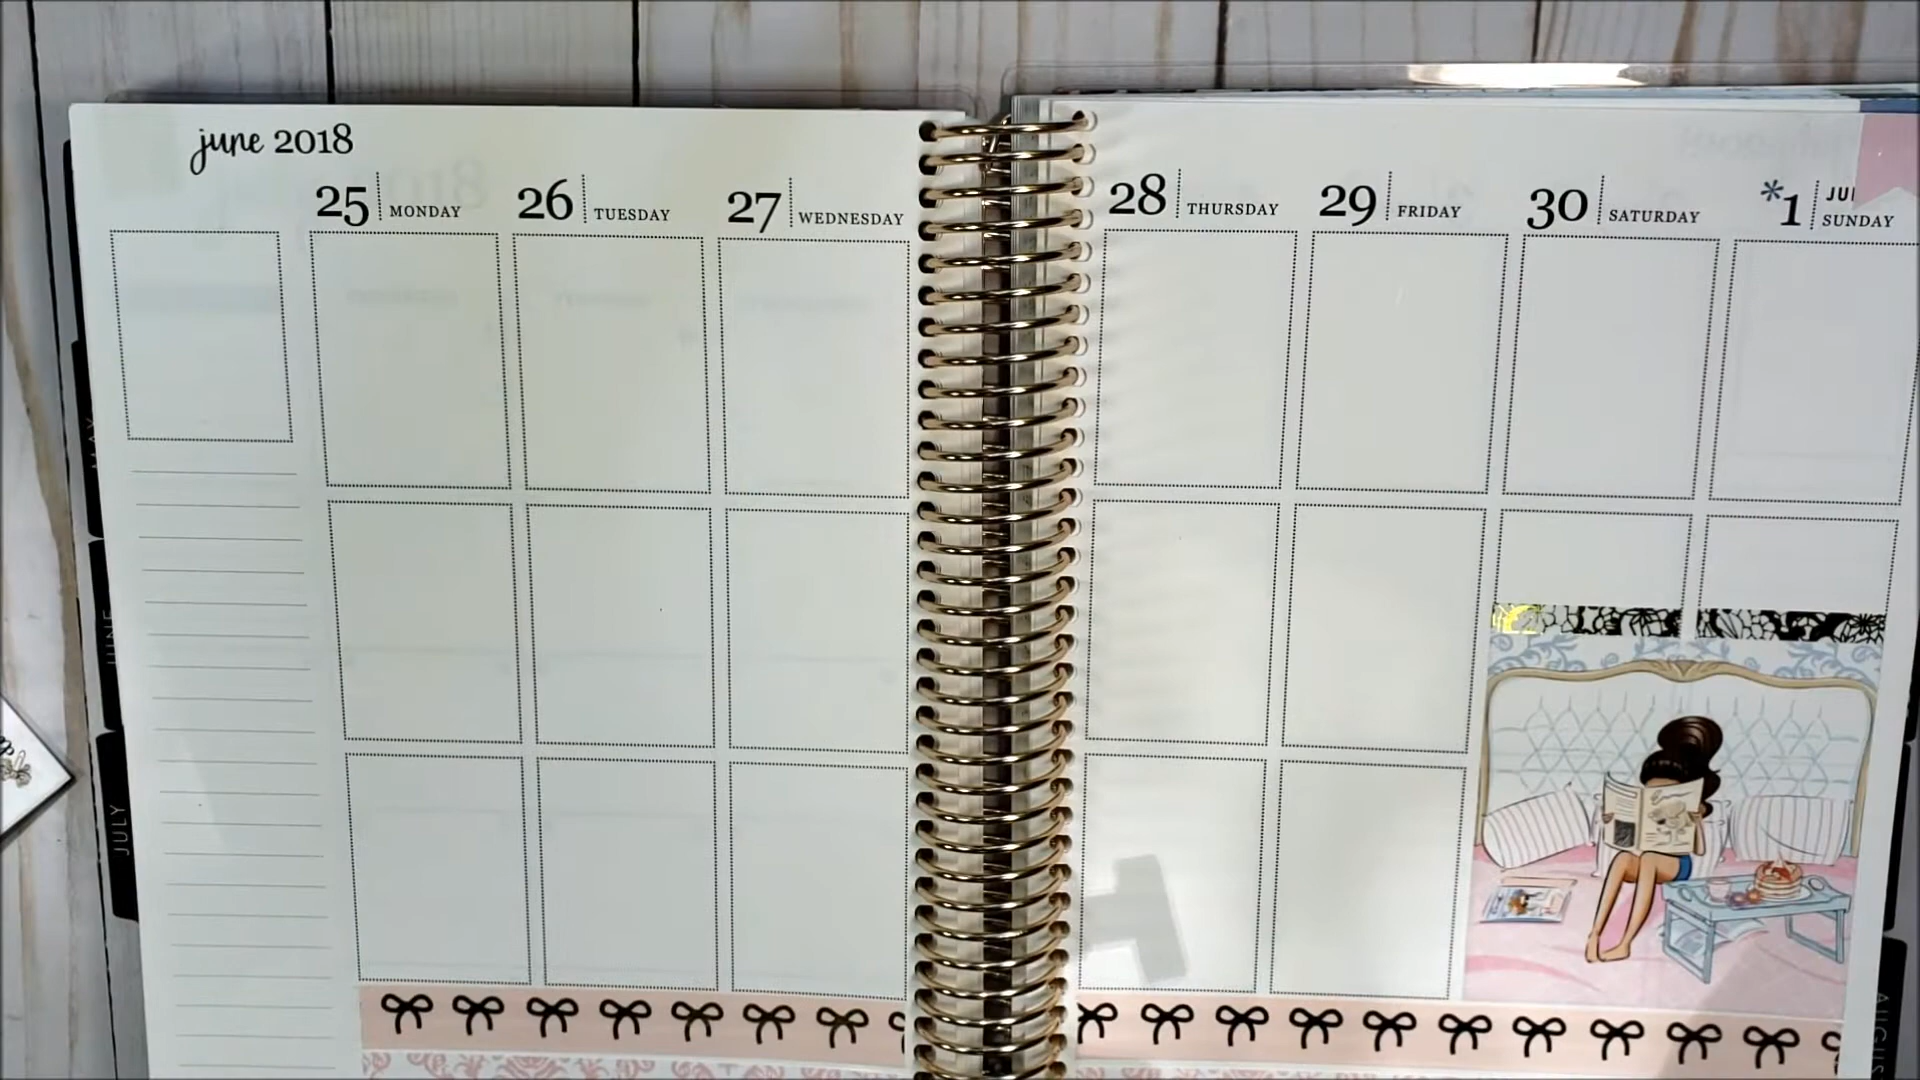 june 2018
25 MONDAY
26 TUESDAY
27 WEDNESDAY
28 THURSDAY
29 FRIDAY
30 SATURDAY
*1 SUNDAY
MAY
JUNE
JULY